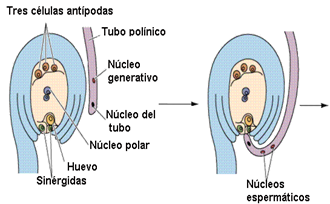 Tres células antípodas
Tubo polínico
Núcleo
generativo
Núcleo del
tubo
Núcleo polar
Huevo
Sinérgidas
Núcleos
espermáticos